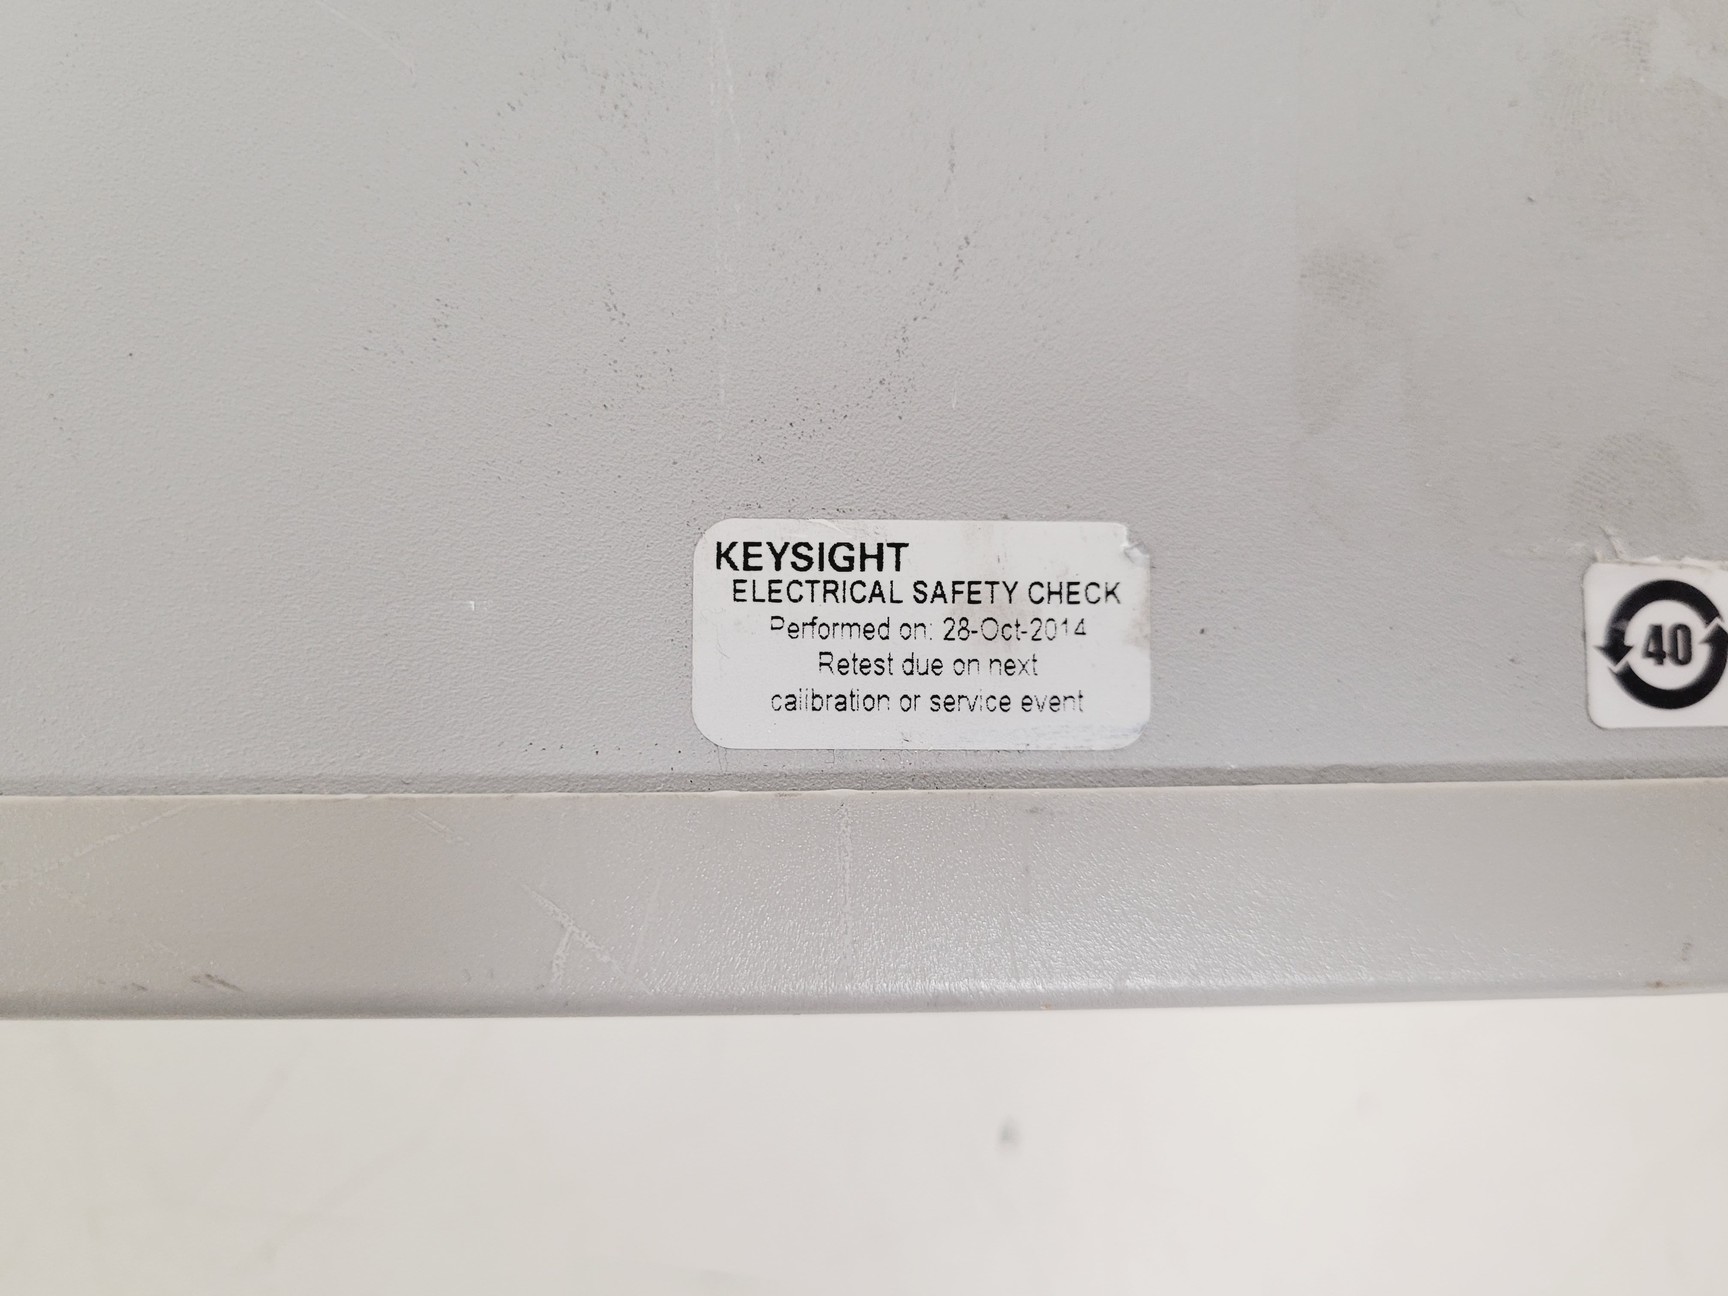 KEYSIGHT
ELECTRICAL SAFETY CHECK
Performed on: 28-Oct-2014
Retest due on next
calibration or service event
40